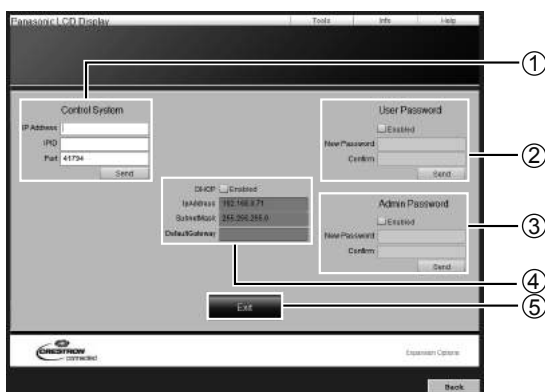 Panasonic LCD Display
Tools Info Help
①
Control System
IP Address
IPID
Port 41794
Send
User Password
Enabled
New Password
Confirm
Send
②
DHCP Enabled
IpAddress 192.168.0.71
SubnetMask 255.255.255.0
DefaultGateway
Admin Password
Enabled
New Password
Confirm
Send
③
④
Exit
⑤
CRESTRON
connected
Expansion Options
Back